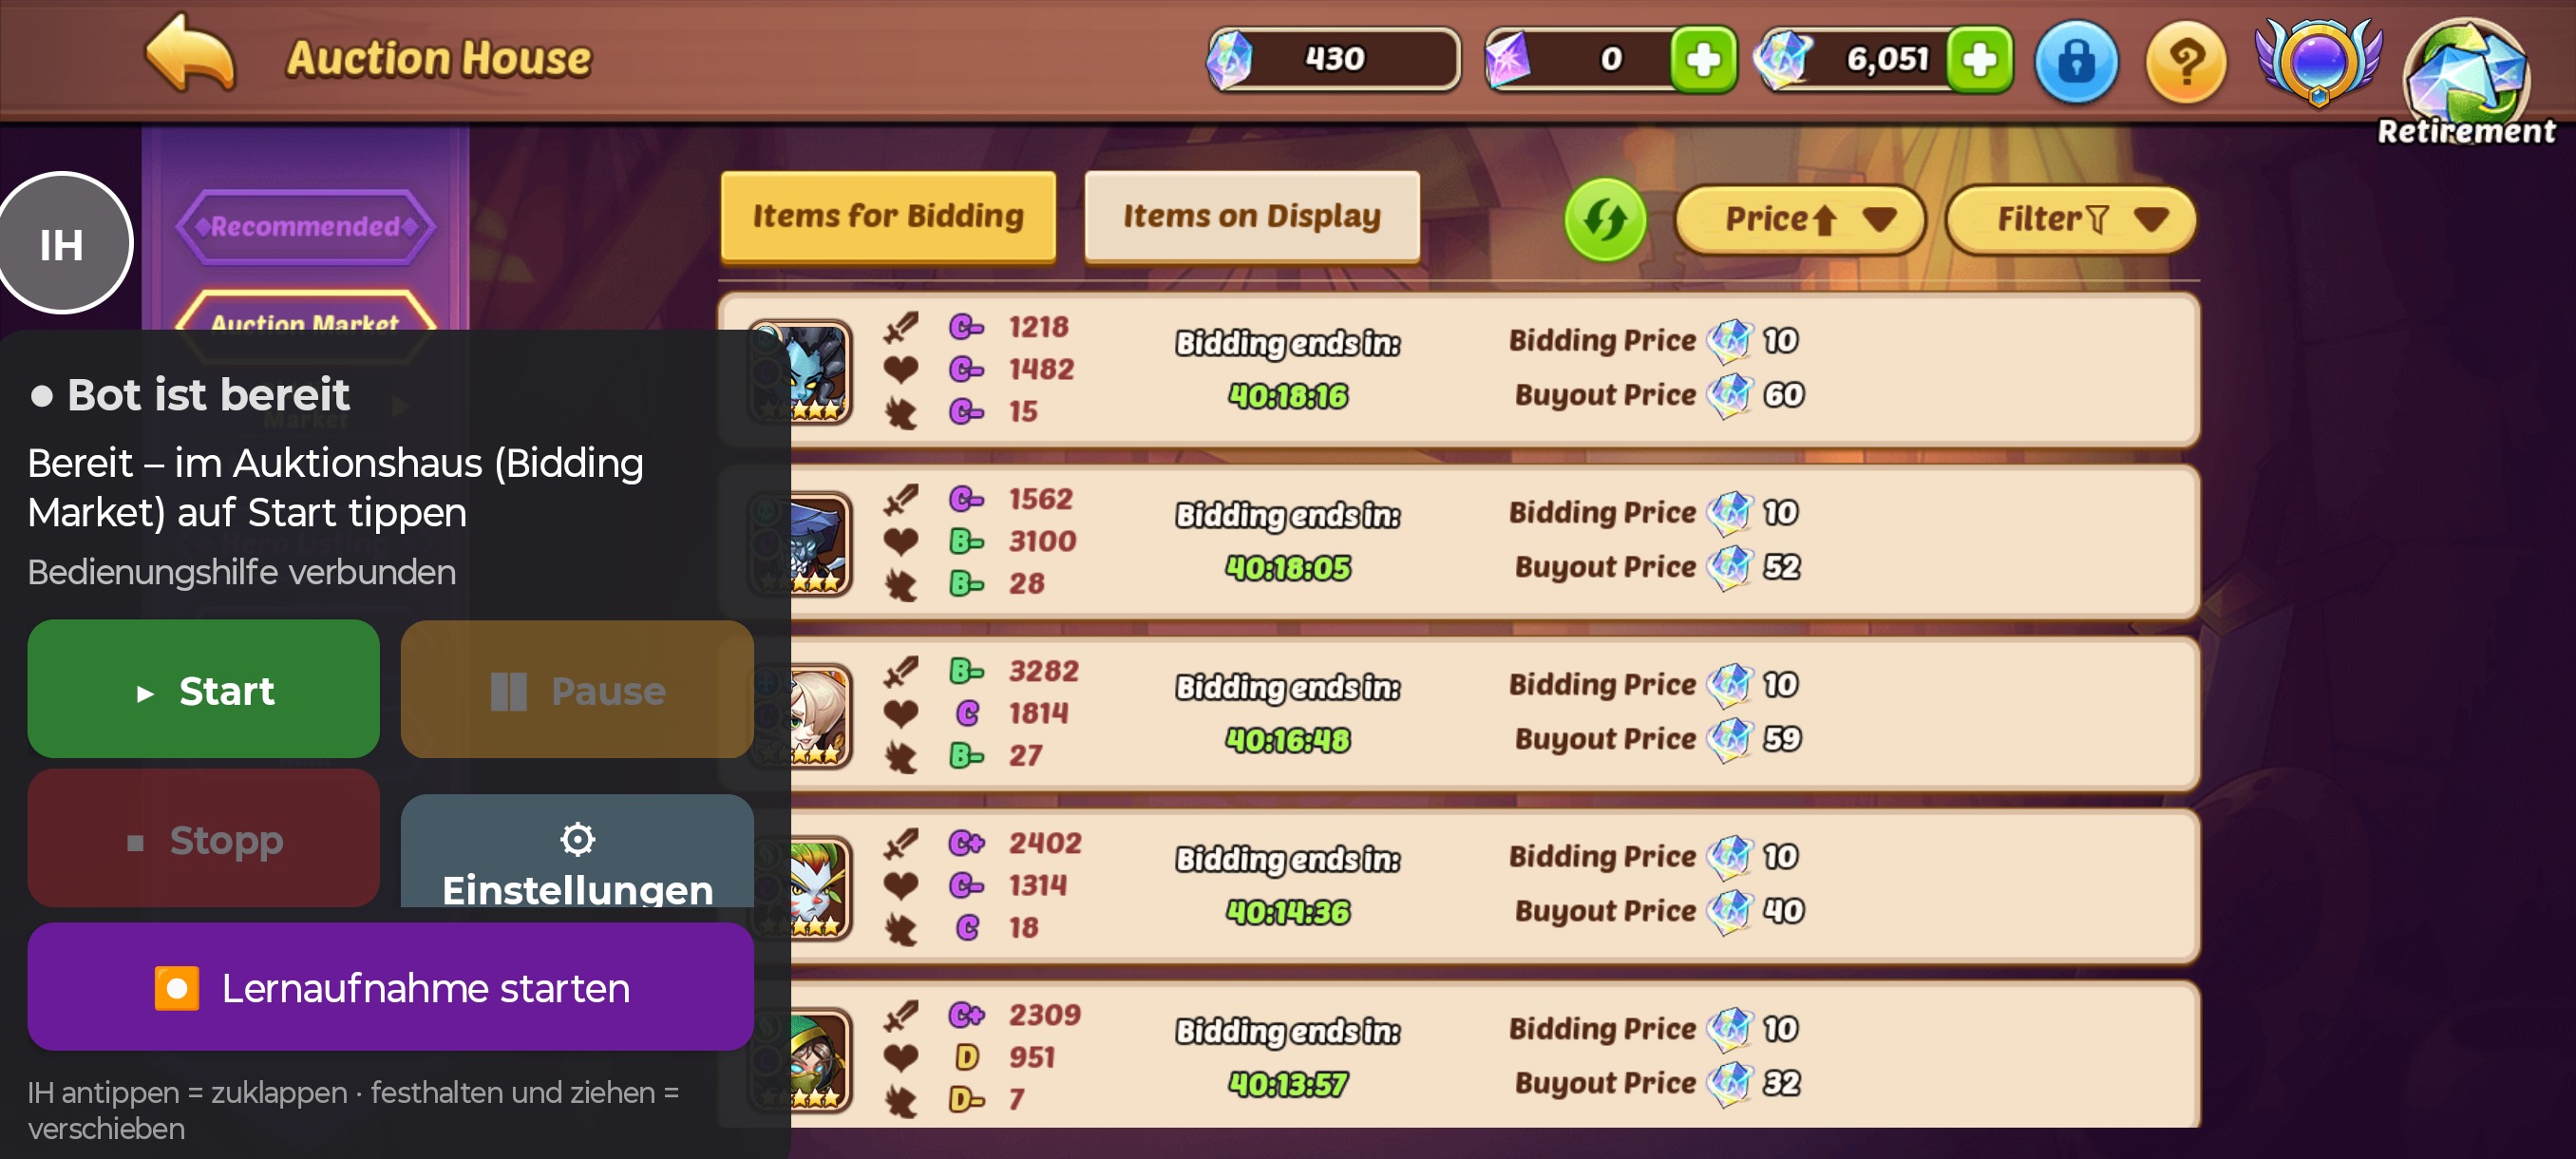 Auction House
430
0
6,051
Retirement
Recommended
Items for Bidding
Items on Display
Price
Filter
IH
Auction Market
Market
● Bot ist bereit
Bereit – im Auktionshaus (Bidding
Market) auf Start tippen
Bedienungshilfe verbunden
Start
Pause
Stopp
Einstellungen
Lernaufnahme starten
IH antippen = zuklappen · festhalten und ziehen =
verschieben
C- 1218
C- 1482
C- 15
Bidding ends in:
40:18:16
Bidding Price 10
Buyout Price 60
C- 1562
B- 3100
B- 28
Bidding ends in:
40:18:05
Bidding Price 10
Buyout Price 52
B- 3282
C 1814
B- 27
Bidding ends in:
40:16:48
Bidding Price 10
Buyout Price 59
C+ 2402
C- 1314
C 18
Bidding ends in:
40:14:36
Bidding Price 10
Buyout Price 40
C+ 2309
D 951
D- 7
Bidding ends in:
40:13:57
Bidding Price 10
Buyout Price 32